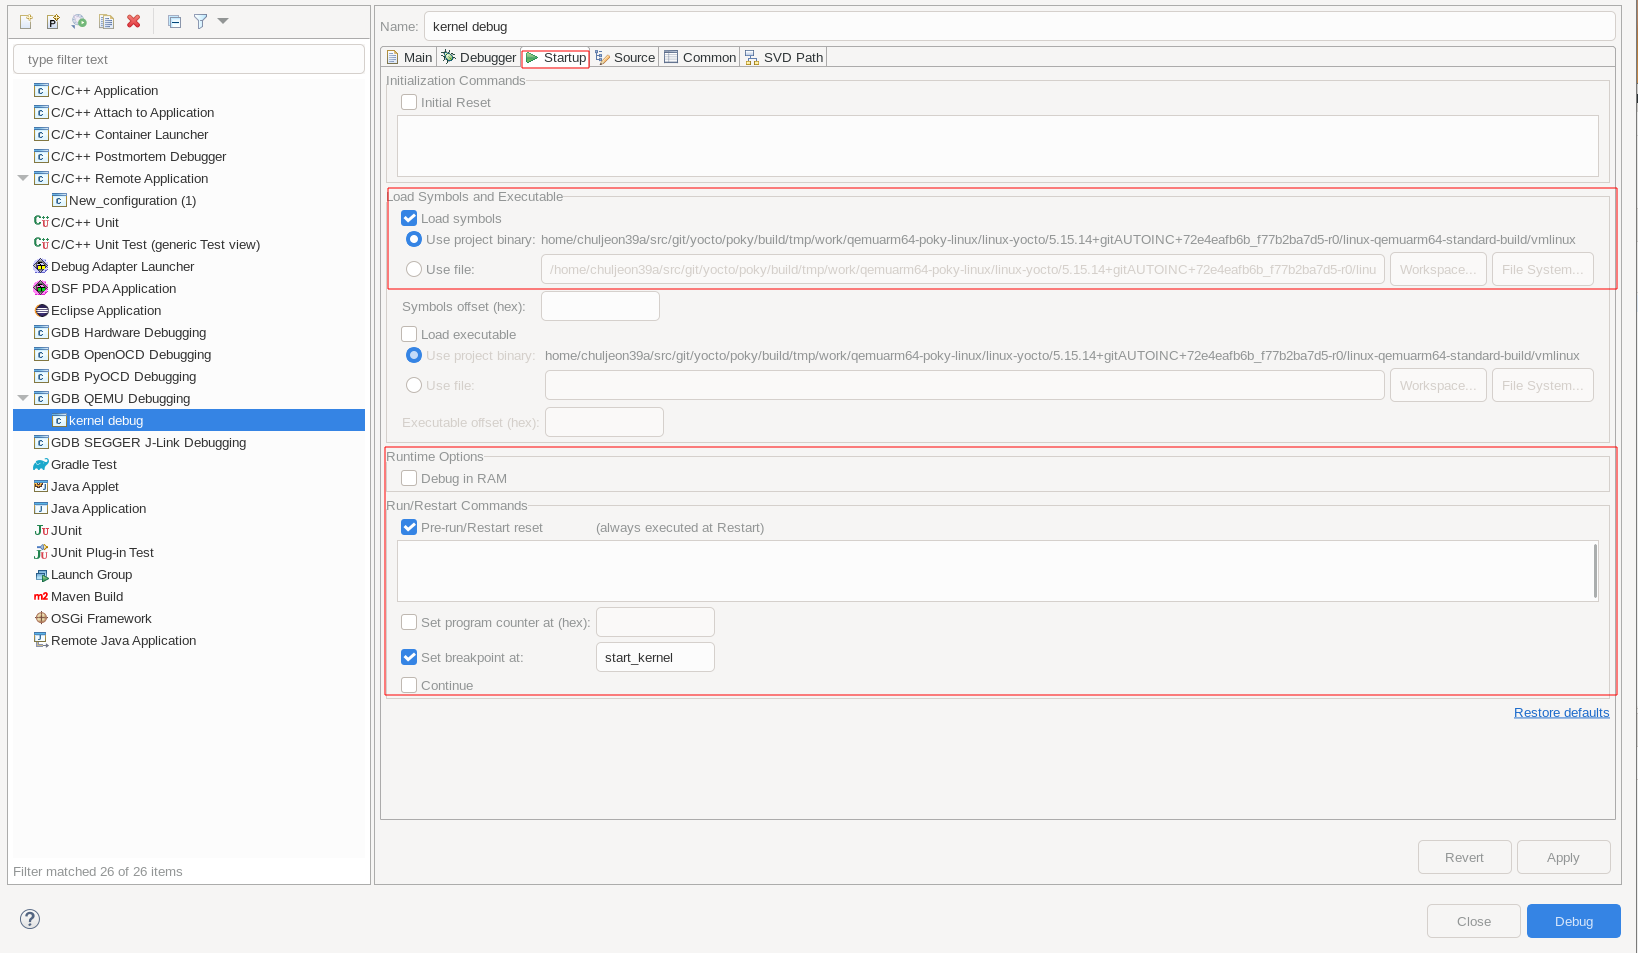 type filter text
C/C++ Application
C/C++ Attach to Application
C/C++ Container Launcher
C/C++ Postmortem Debugger
C/C++ Remote Application
New_configuration (1)
C/C++ Unit
C/C++ Unit Test (generic Test view)
Debug Adapter Launcher
DSF PDA Application
Eclipse Application
GDB Hardware Debugging
GDB OpenOCD Debugging
GDB PyOCD Debugging
GDB QEMU Debugging
kernel debug
GDB SEGGER J-Link Debugging
Gradle Test
Java Applet
Java Application
JUnit
JUnit Plug-in Test
Launch Group
Maven Build
OSGi Framework
Remote Java Application
Filter matched 26 of 26 items
Name: kernel debug
Main Debugger Startup Source Common SVD Path
Initialization Commands
Initial Reset
Load Symbols and Executable
Load symbols
Use project binary: home/chuljeon39a/src/git/yocto/poky/build/tmp/work/qemuarm64-poky-linux/linux-yocto/5.15.14+gitAUTOINC+72e4eafb6b_f77b2ba7d5-r0/linux-qemuarm64-standard-build/vmlinux
Use file: /home/chuljeon39a/src/git/yocto/poky/build/tmp/work/qemuarm64-poky-linux/linux-yocto/5.15.14+gitAUTOINC+72e4eafb6b_f77b2ba7d5-r0/linu Workspace... File System...
Symbols offset (hex):
Load executable
Use project binary: home/chuljeon39a/src/git/yocto/poky/build/tmp/work/qemuarm64-poky-linux/linux-yocto/5.15.14+gitAUTOINC+72e4eafb6b_f77b2ba7d5-r0/linux-qemuarm64-standard-build/vmlinux
Use file: Workspace... File System...
Executable offset (hex):
Runtime Options
Debug in RAM
Run/Restart Commands
Pre-run/Restart reset (always executed at Restart)
Set program counter at (hex):
Set breakpoint at: start_kernel
Continue
Restore defaults
Revert Apply
Close Debug